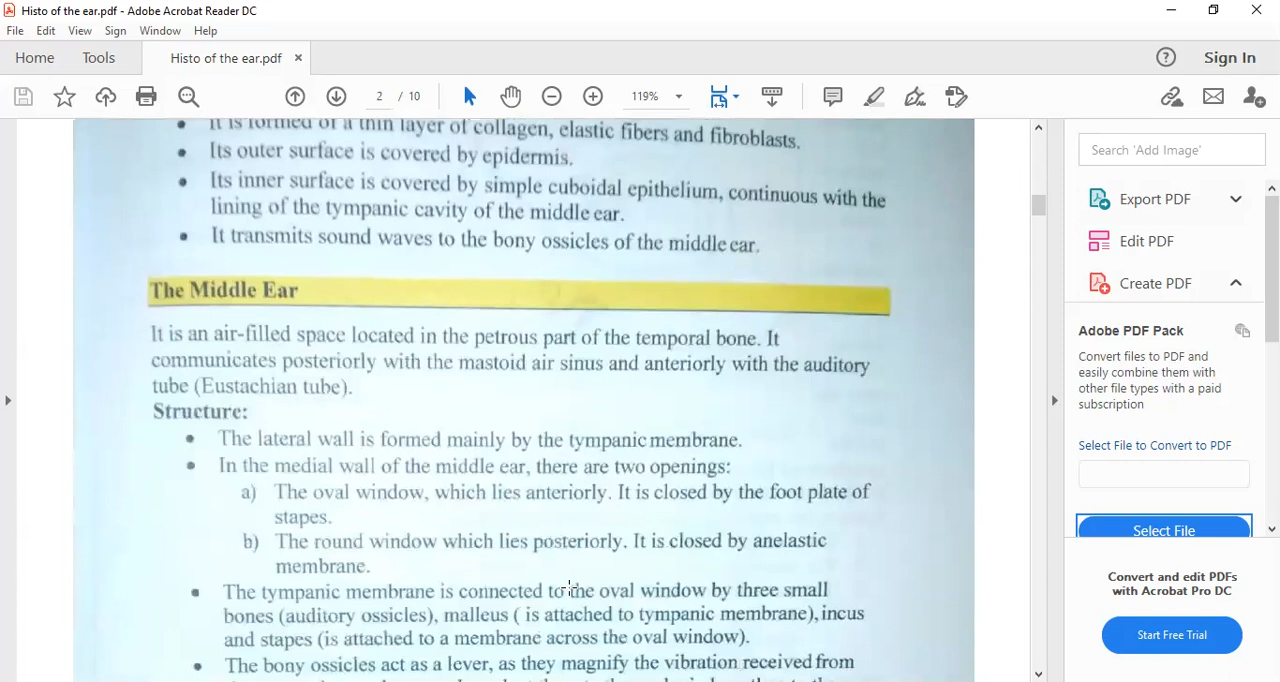 Histo of the ear.pdf - Adobe Acrobat Reader DC
File Edit View Sign Window Help
Home Tools Histo of the ear.pdf × Sign In
2 / 10 119%
It is formed of a thin layer of collagen, elastic fibers and fibroblasts.
• Its outer surface is covered by epidermis.
• Its inner surface is covered by simple cuboidal epithelium, continuous with the
lining of the tympanic cavity of the middle ear.
• It transmits sound waves to the bony ossicles of the middle ear.
The Middle Ear
It is an air-filled space located in the petrous part of the temporal bone. It
communicates posteriorly with the mastoid air sinus and anteriorly with the auditory
tube (Eustachian tube).
Structure:
• The lateral wall is formed mainly by the tympanic membrane.
• In the medial wall of the middle ear, there are two openings:
a) The oval window, which lies anteriorly. It is closed by the foot plate of
stapes.
b) The round window which lies posteriorly. It is closed by anelastic
membrane.
• The tympanic membrane is connected to the oval window by three small
bones (auditory ossicles), malleus ( is attached to tympanic membrane), incus
and stapes (is attached to a membrane across the oval window).
• The bony ossicles act as a lever, as they magnify the vibration received from
Search 'Add Image'
Export PDF
Edit PDF
Create PDF
Adobe PDF Pack
Convert files to PDF and
easily combine them with
other file types with a paid
subscription
Select File to Convert to PDF
Select File
Convert and edit PDFs
with Acrobat Pro DC
Start Free Trial